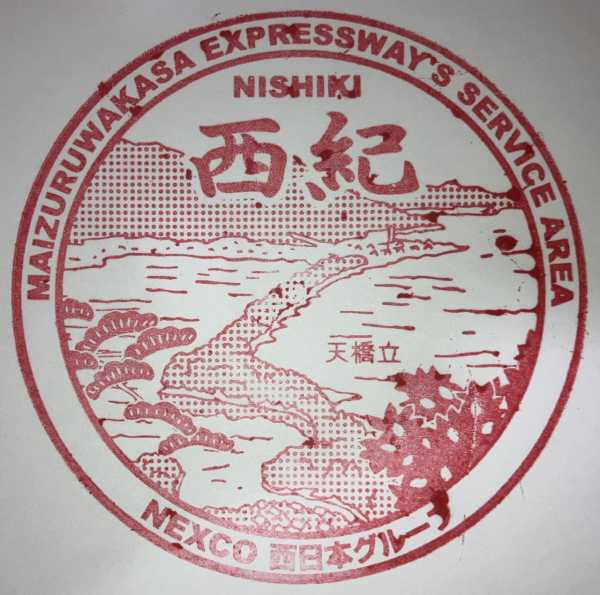 MAIZURUWAKASA EXPRESSWAY'S SERVICE AREA
NISHIKI
西紀
天橋立
NEXCO 西日本グループ